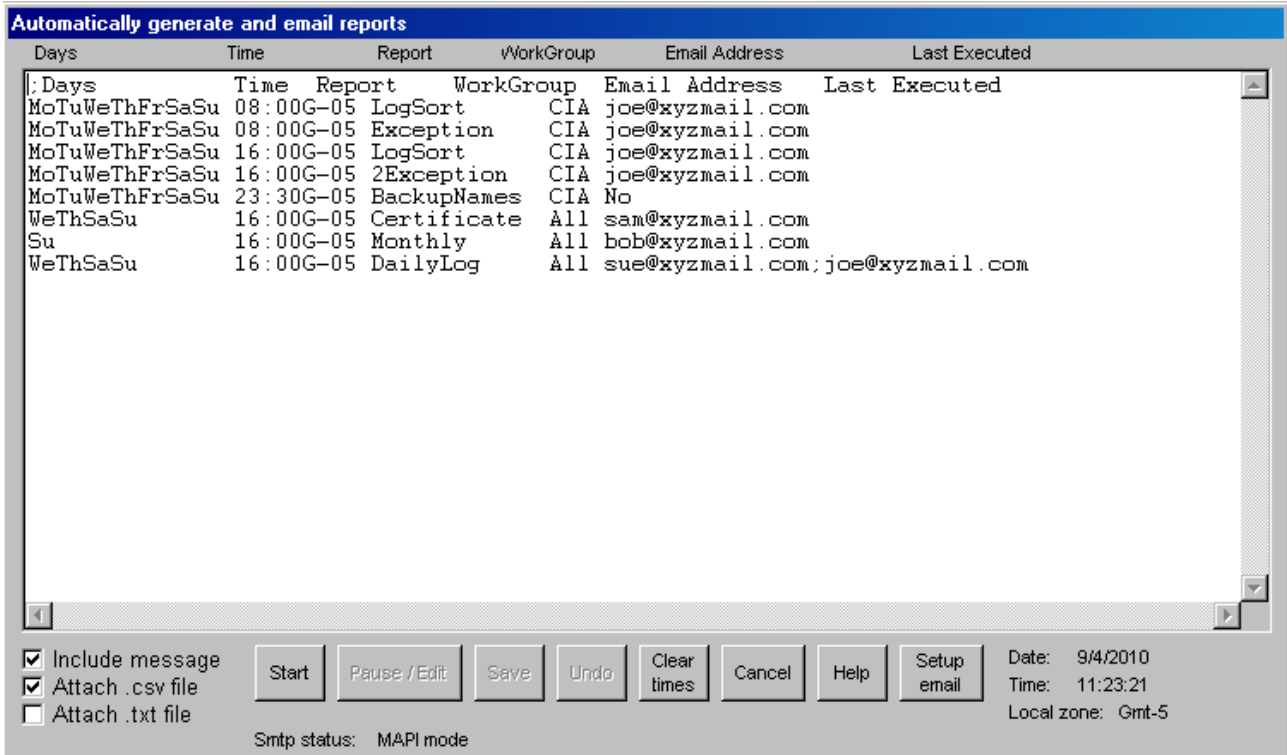 Automatically generate and email reports
Days Time Report WorkGroup Email Address Last Executed
;Days Time Report WorkGroup Email Address Last Executed
MoTuWeThFrSaSu 08:00G-05 LogSort CIA joe@xyzmail.com
MoTuWeThFrSaSu 08:00G-05 Exception CIA joe@xyzmail.com
MoTuWeThFrSaSu 16:00G-05 LogSort CIA joe@xyzmail.com
MoTuWeThFrSaSu 16:00G-05 2Exception CIA joe@xyzmail.com
MoTuWeThFrSaSu 23:30G-05 BackupNames CIA No
WeThSaSu 16:00G-05 Certificate All sam@xyzmail.com
Su 16:00G-05 Monthly All bob@xyzmail.com
WeThSaSu 16:00G-05 DailyLog All sue@xyzmail.com;joe@xyzmail.com
Include message
Attach .csv file
Attach .txt file
Start
Pause / Edit
Save
Undo
Clear
times
Cancel
Help
Setup
email
Date: 9/4/2010
Time: 11:23:21
Local zone: Gmt-5
Smtp status: MAPI mode